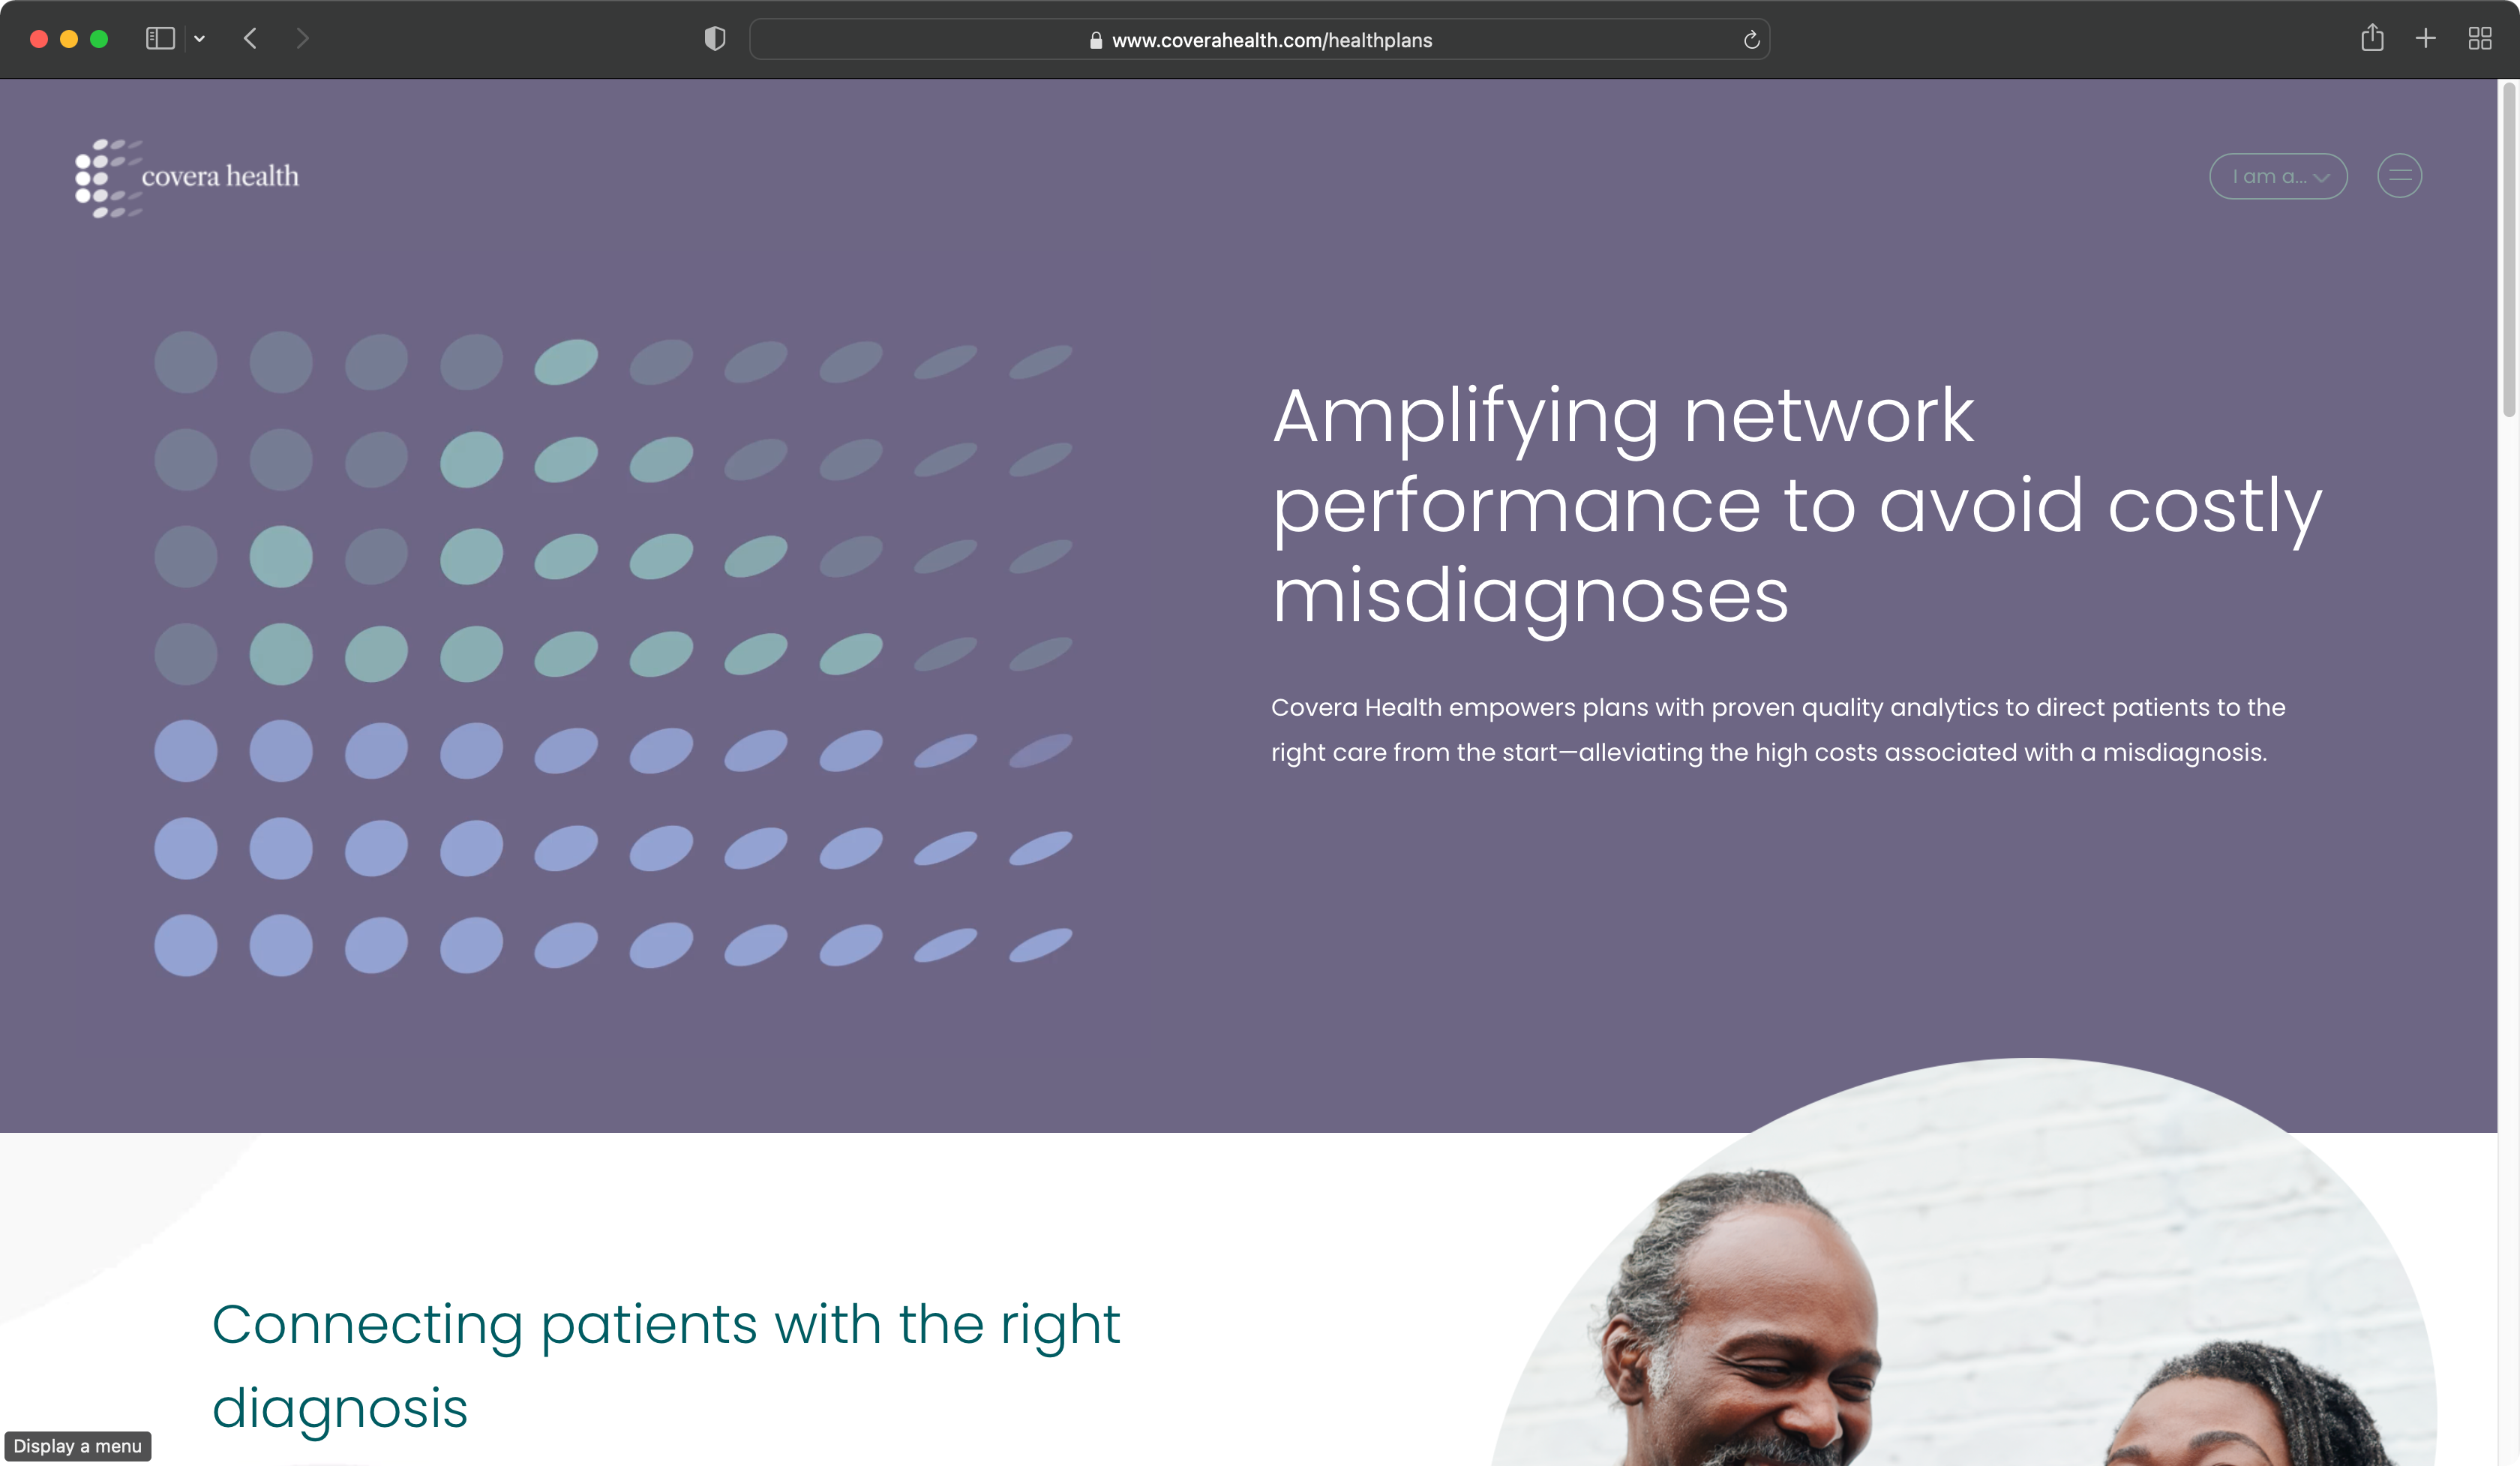 www.coverahealth.com/healthplans
covera health
I am a...
Amplifying network
performance to avoid costly
misdiagnoses
Covera Health empowers plans with proven quality analytics to direct patients to the
right care from the start—alleviating the high costs associated with a misdiagnosis.
Connecting patients with the right
diagnosis
Display a menu